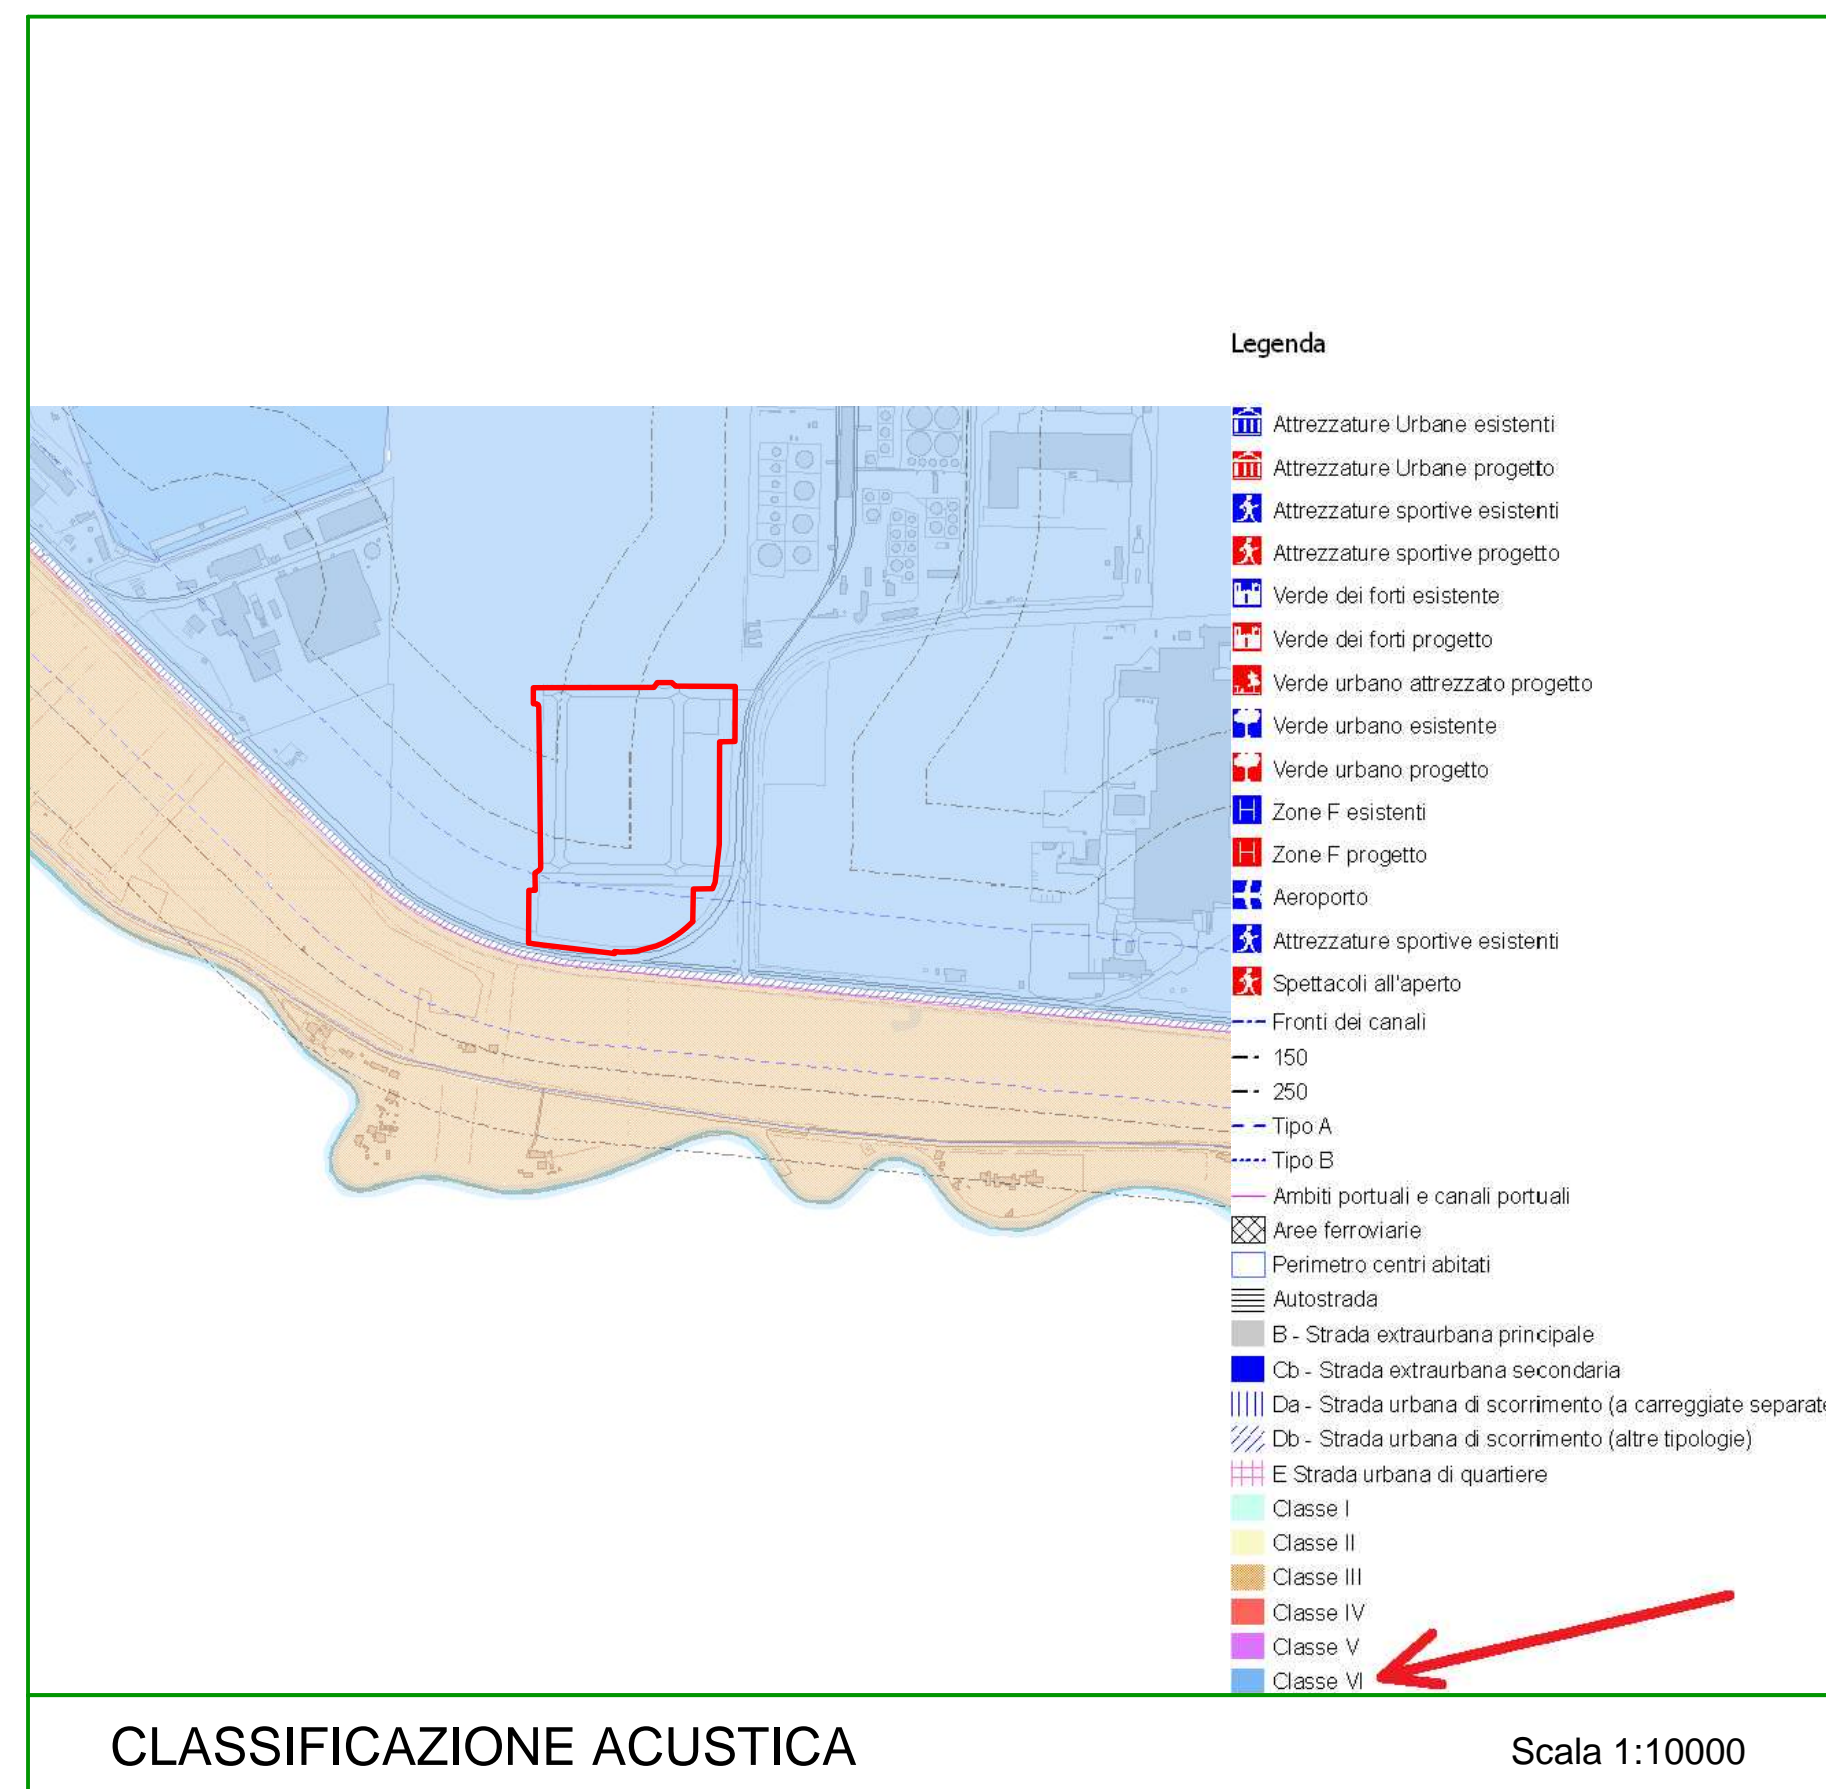 Legenda
Attrezzature Urbane esistenti
Attrezzature Urbane progetto
Attrezzature sportive esistenti
Attrezzature sportive progetto
Verde dei forti esistente
Verde dei forti progetto
Verde urbano attrezzato progetto
Verde urbano esistente
Verde urbano progetto
Zone F esistenti
Zone F progetto
Aeroporto
Attrezzature sportive esistenti
Spettacoli all'aperto
Fronti dei canali
150
250
Tipo A
Tipo B
Ambiti portuali e canali portuali
Aree ferroviarie
Perimetro centri abitati
Autostrada
B - Strada extraurbana principale
Cb - Strada extraurbana secondaria
Da - Strada urbana di scorrimento (a carreggiate separate
Db - Strada urbana di scorrimento (altre tipologie)
E Strada urbana di quartiere
Classe I
Classe II
Classe III
Classe IV
Classe V
Classe VI
CLASSIFICAZIONE ACUSTICA
Scala 1:10000